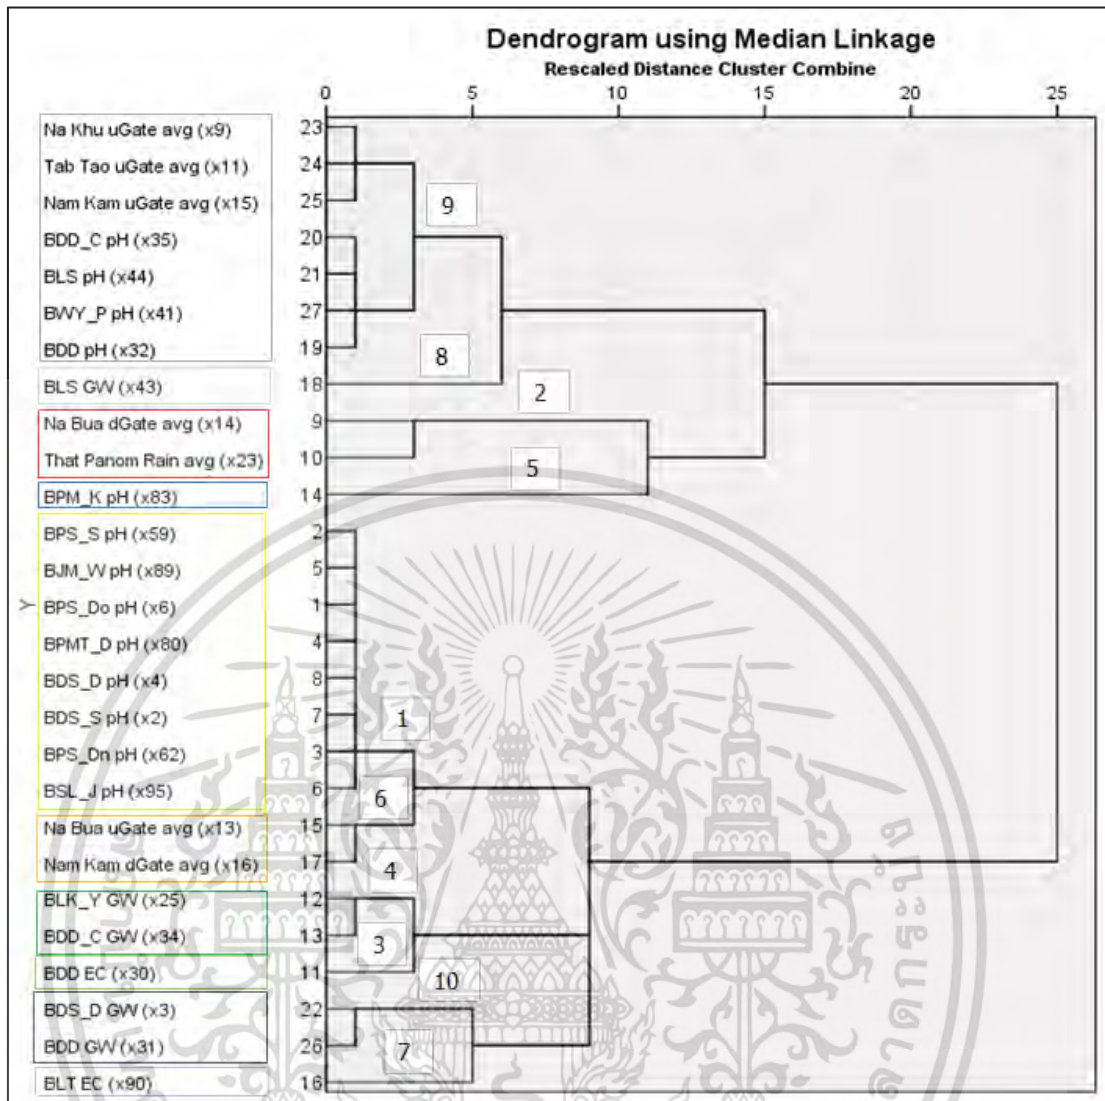 Dendrogram using Median Linkage
Rescaled Distance Cluster Combine
0 5 10 15 20 25
Na Khu uGate avg (x9) 23
Tab Tao uGate avg (x11) 24
Nam Kam uGate avg (x15) 25
9
BDD_C pH (x35) 20
BLS pH (x44) 21
BWY_P pH (x41) 27
BDD pH (x32) 19
8
BLS GW (x43) 18
2
Na Bua dGate avg (x14) 9
That Panom Rain avg (x23) 10
5
BPM_K pH (x83) 14
BPS_S pH (x59) 2
BJM_W pH (x89) 5
Y
BPS_Do pH (x6) 1
BPMT_D pH (x80) 4
BDS_D pH (x4) 8
BDS_S pH (x2) 7
1
BPS_Dn pH (x62) 3
BSL_J pH (x95) 6
6
Na Bua uGate avg (x13) 15
Nam Kam dGate avg (x16) 17
4
BLK_Y GW (x25) 12
BDD_C GW (x34) 13
3
BDD EC (x30) 11
10
BDS_D GW (x3) 22
BDD GW (x31) 26
7
BLT EC (x90) 16